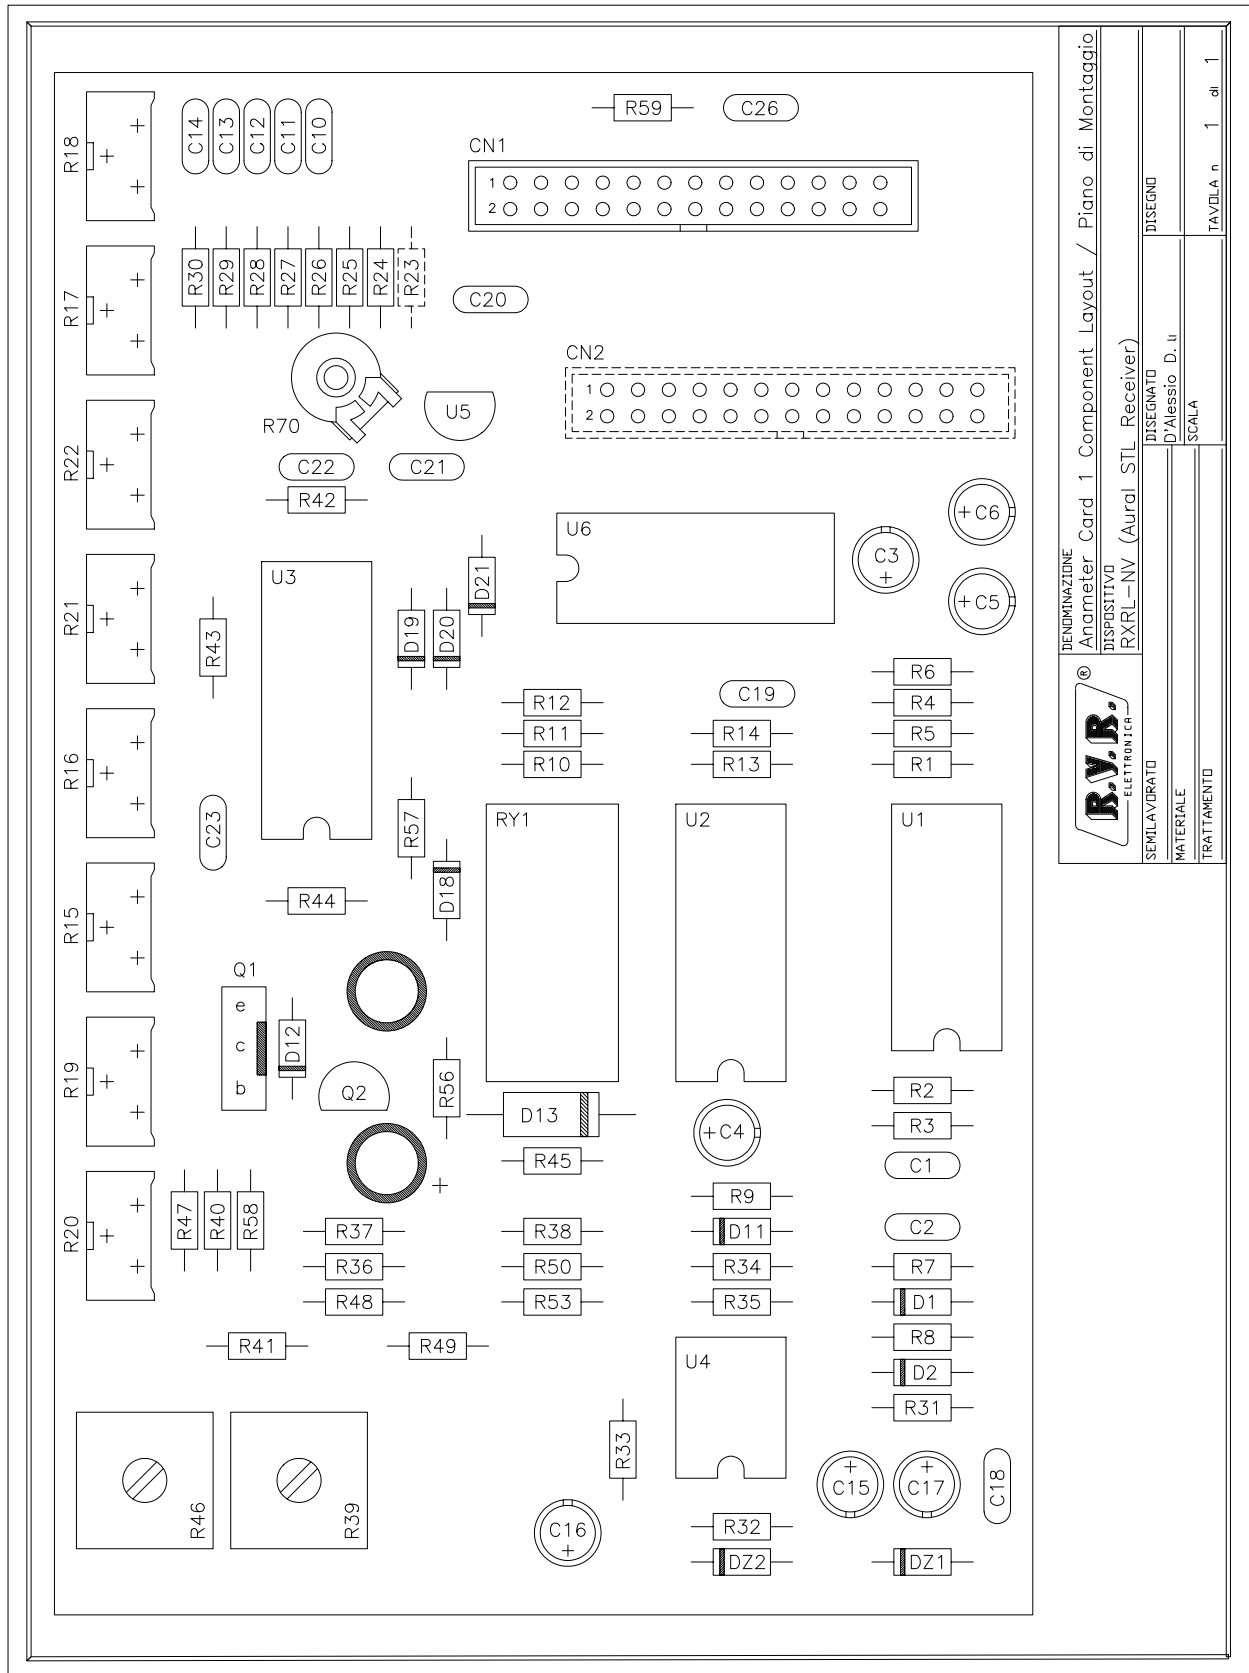 R18
C14
C13
C12
C11
C10
R59
C26
CN1
1
2
R17
R30
R29
R28
R27
R26
R25
R24
R23
C20
CN2
1
2
R70
U5
R22
C22
C21
R42
U6
C3
+
+C6
+C5
U3
D21
R21
R43
D19
D20
R6
R12
C19
R4
R11
R14
R5
R10
R13
R1
R16
C23
R57
RY1
U2
U1
R15
R44
D18
Q1
e
c
b
D12
Q2
R56
R19
D13
R2
+C4
R3
R45
C1
+
R20
R47
R40
R58
R9
R37
R38
D11
C2
R36
R50
R34
R7
R48
R53
R35
D1
R41
R49
R8
U4
D2
R31
R46
R39
R33
+
C15
+
C17
C18
C16
+
R32
DZ2
DZ1
DENOMINAZIONE
Anameter Card 1 Component Layout / Piano di Montaggio
DISPOSITIVO
RXRL-NV (Aural STL Receiver)
R.V.R.
®
ELETTRONICA
SEMILAVORATO
MATERIALE
TRATTAMENTO
DISEGNATO
D'Alessio D.
SCALA
DISEGNO
TAVOLA n 1 di 1